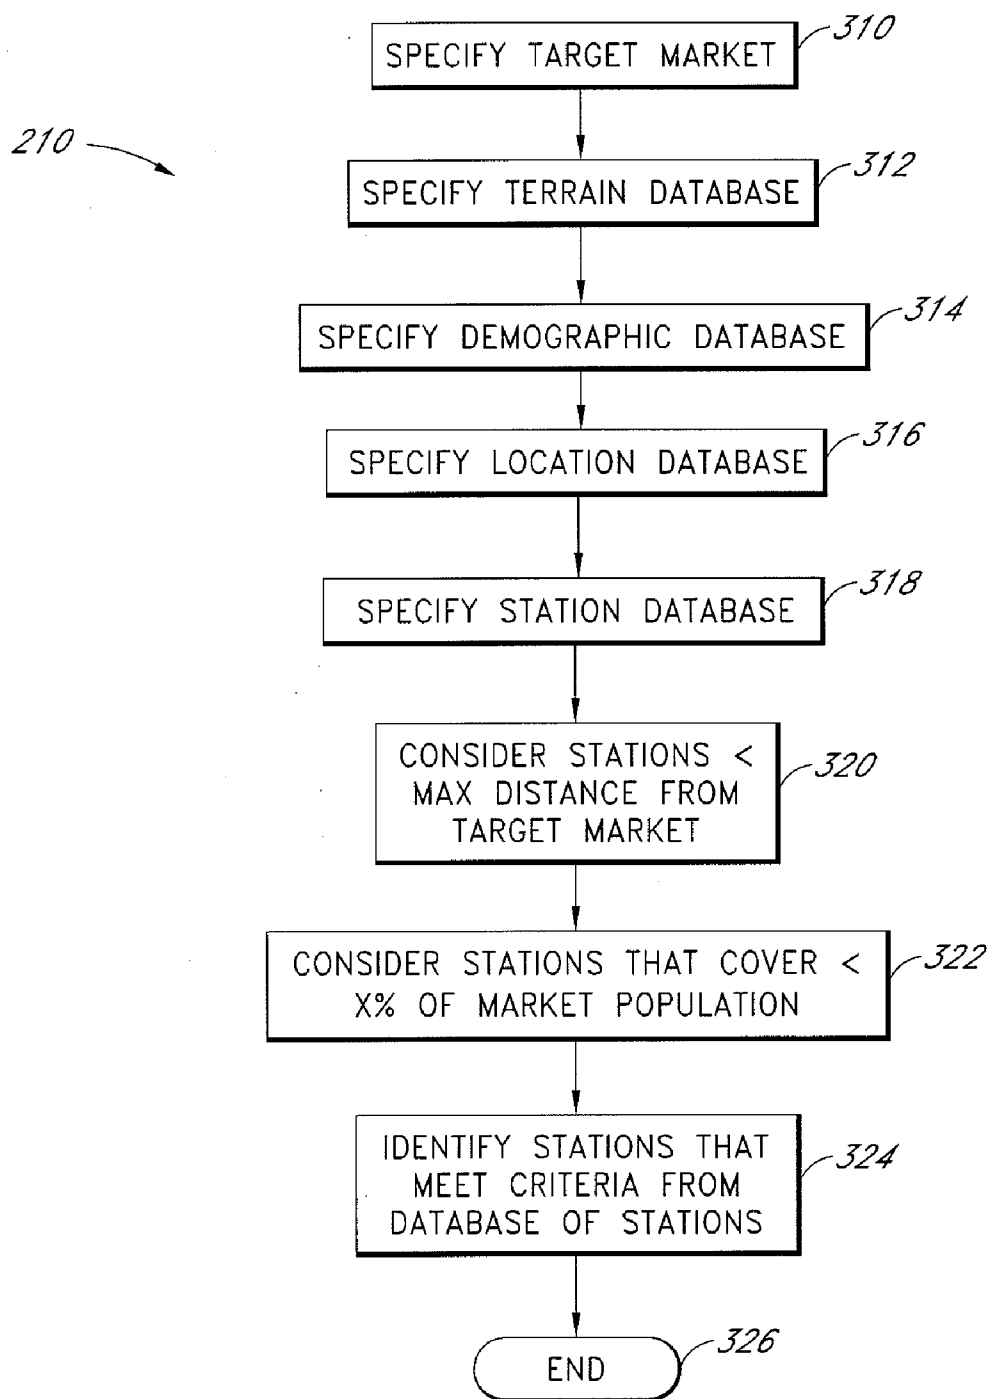 310
SPECIFY TARGET MARKET
210
312
SPECIFY TERRAIN DATABASE
314
SPECIFY DEMOGRAPHIC DATABASE
316
SPECIFY LOCATION DATABASE
318
SPECIFY STATION DATABASE
CONSIDER STATIONS <
MAX DISTANCE FROM
TARGET MARKET
320
CONSIDER STATIONS THAT COVER <
X% OF MARKET POPULATION
322
IDENTIFY STATIONS THAT
MEET CRITERIA FROM
DATABASE OF STATIONS
324
END
326